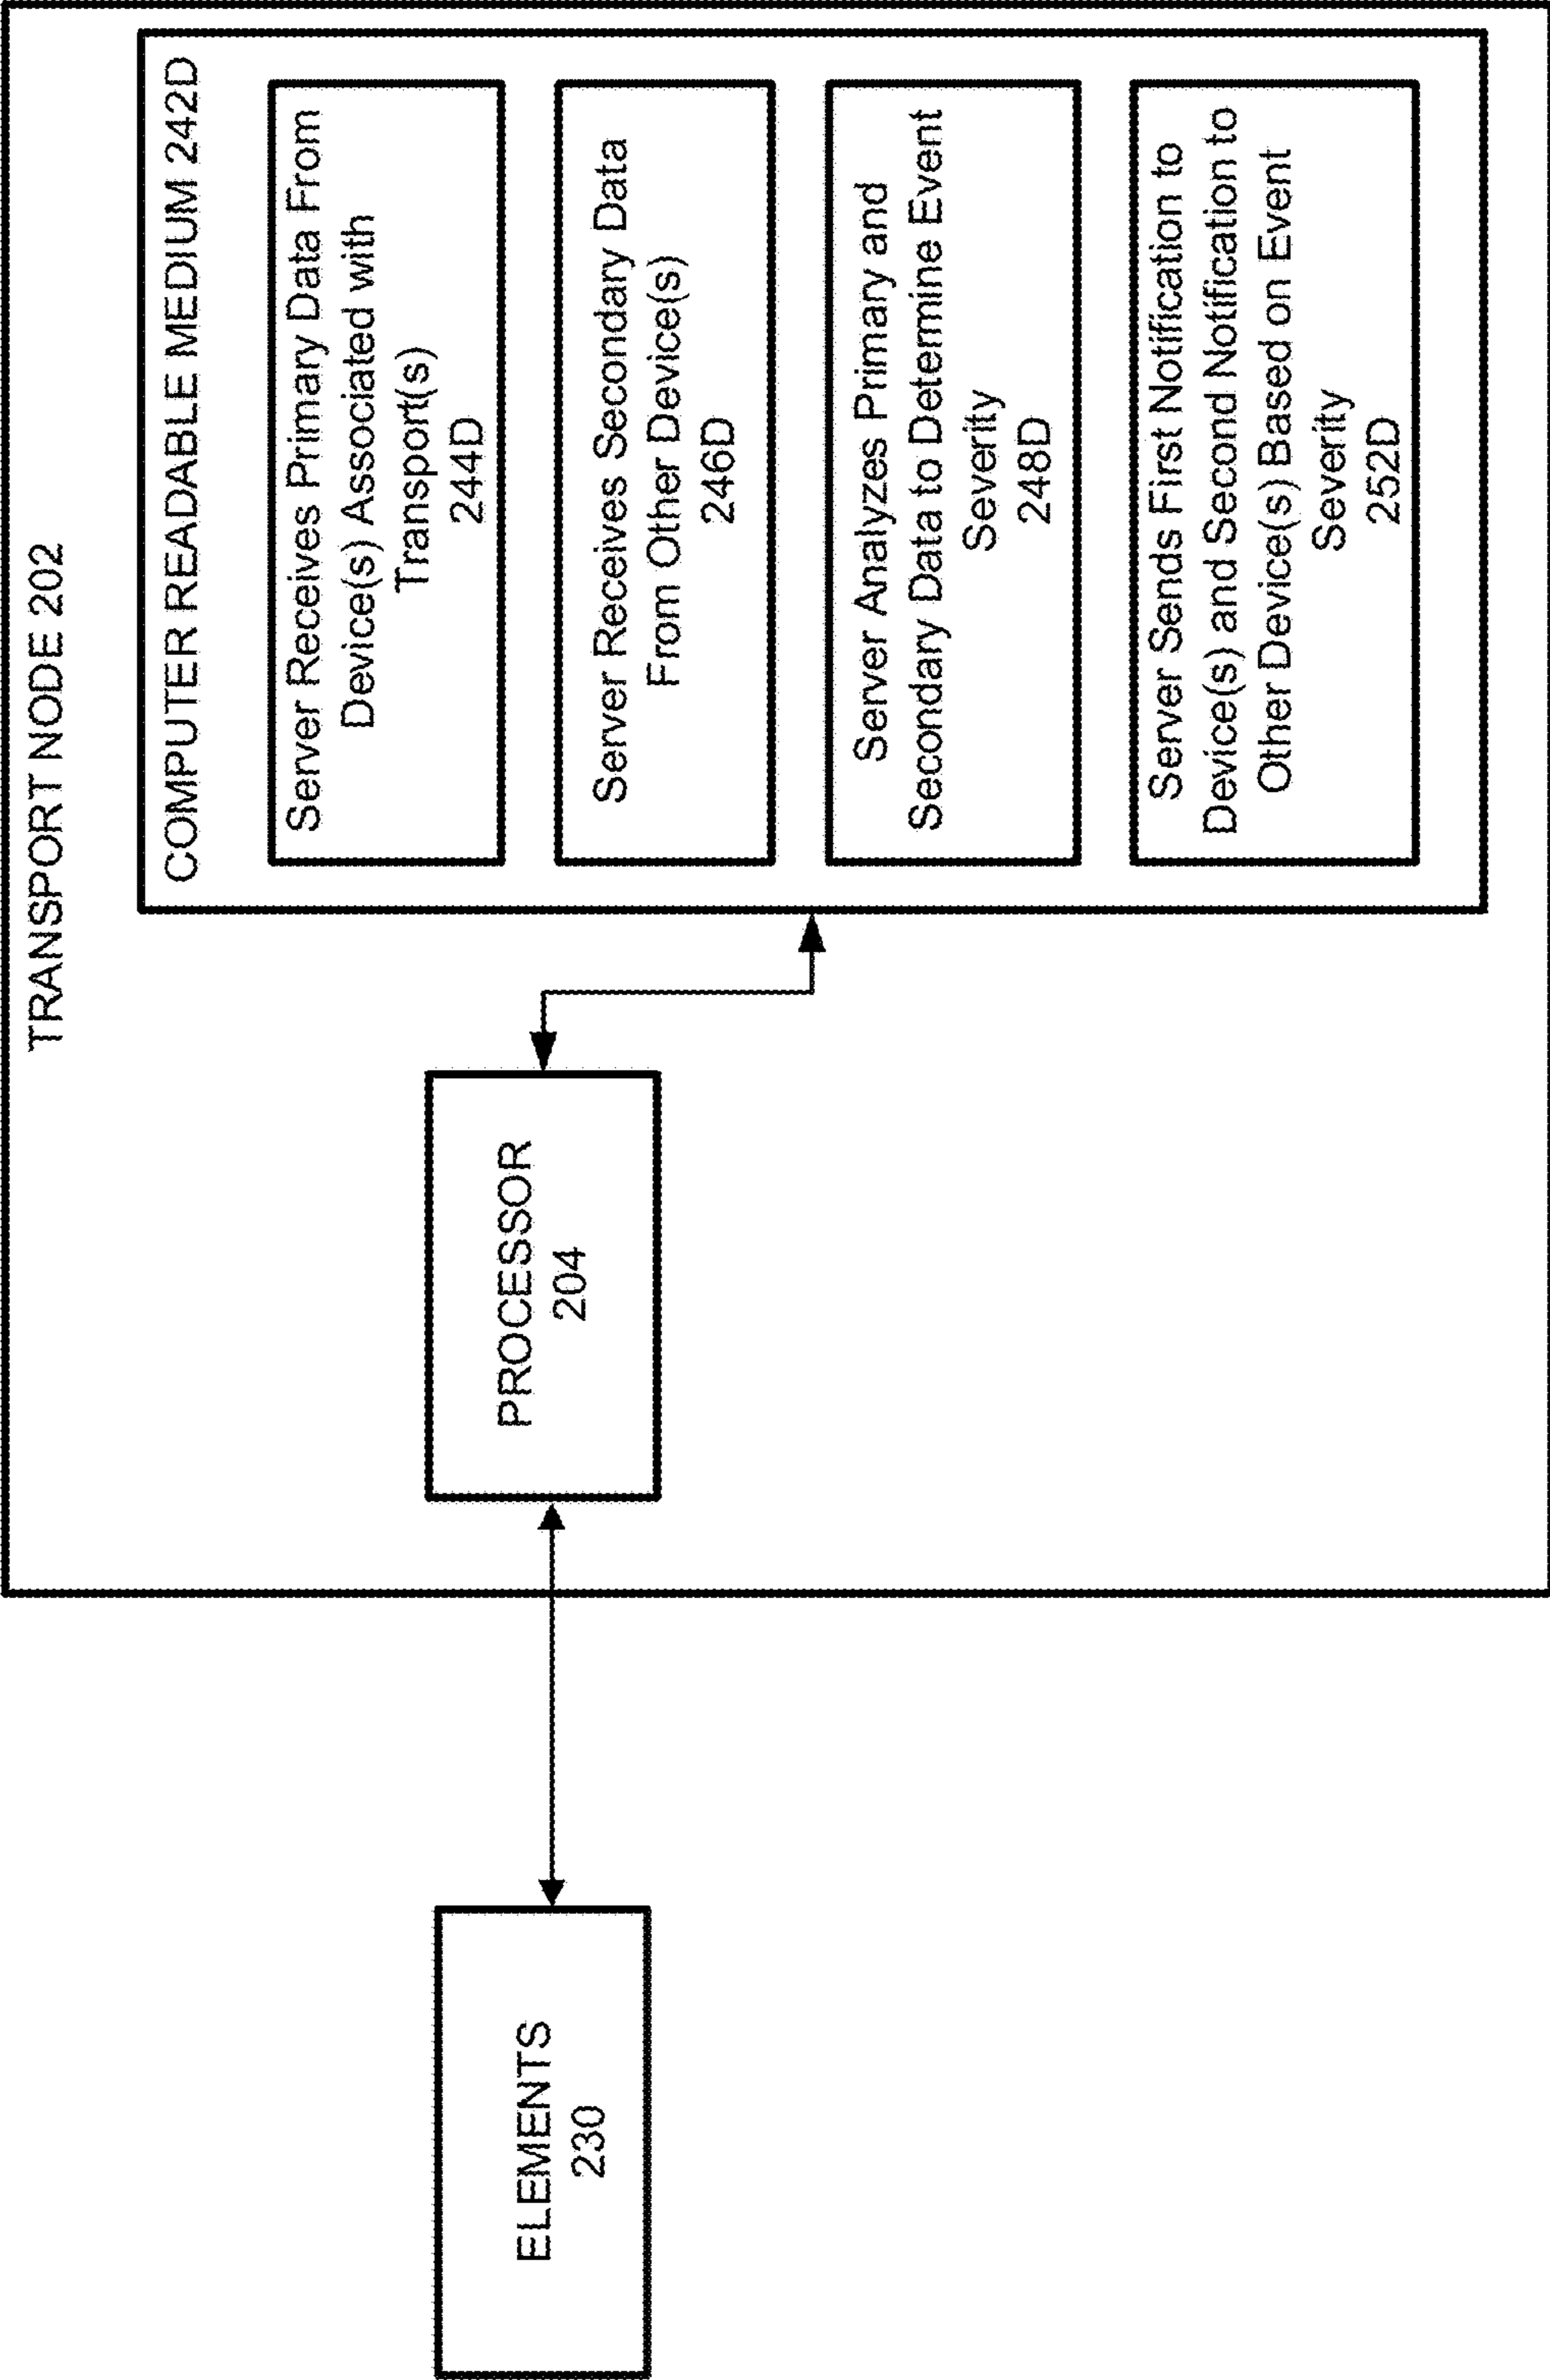 TRANSPORT NODE 202
COMPUTER READABLE MEDIUM 242D
Server Receives Primary Data From
Device(s) Associated with
Transport(s)
244D
Server Receives Secondary Data
From Other Device(s)
246D
Server Analyzes Primary and
Secondary Data to Determine Event
Severity
248D
Server Sends First Notification to
Device(s) and Second Notification to
Other Device(s) Based on Event
Severity
252D
PROCESSOR
204
ELEMENTS
230